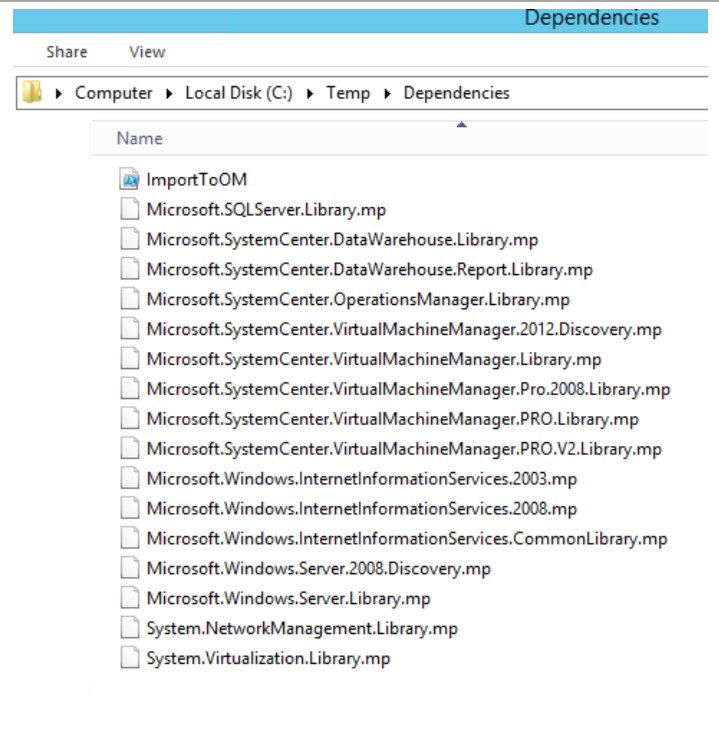 Dependencies
Share View
Computer Local Disk (C:) Temp Dependencies
Name
ImportToOM
Microsoft.SQLServer.Library.mp
Microsoft.SystemCenter.DataWarehouse.Library.mp
Microsoft.SystemCenter.DataWarehouse.Report.Library.mp
Microsoft.SystemCenter.OperationsManager.Library.mp
Microsoft.SystemCenter.VirtualMachineManager.2012.Discovery.mp
Microsoft.SystemCenter.VirtualMachineManager.Library.mp
Microsoft.SystemCenter.VirtualMachineManager.Pro.2008.Library.mp
Microsoft.SystemCenter.VirtualMachineManager.PRO.Library.mp
Microsoft.SystemCenter.VirtualMachineManager.PRO.V2.Library.mp
Microsoft.Windows.InternetInformationServices.2003.mp
Microsoft.Windows.InternetInformationServices.2008.mp
Microsoft.Windows.InternetInformationServices.CommonLibrary.mp
Microsoft.Windows.Server.2008.Discovery.mp
Microsoft.Windows.Server.Library.mp
System.NetworkManagement.Library.mp
System.Virtualization.Library.mp